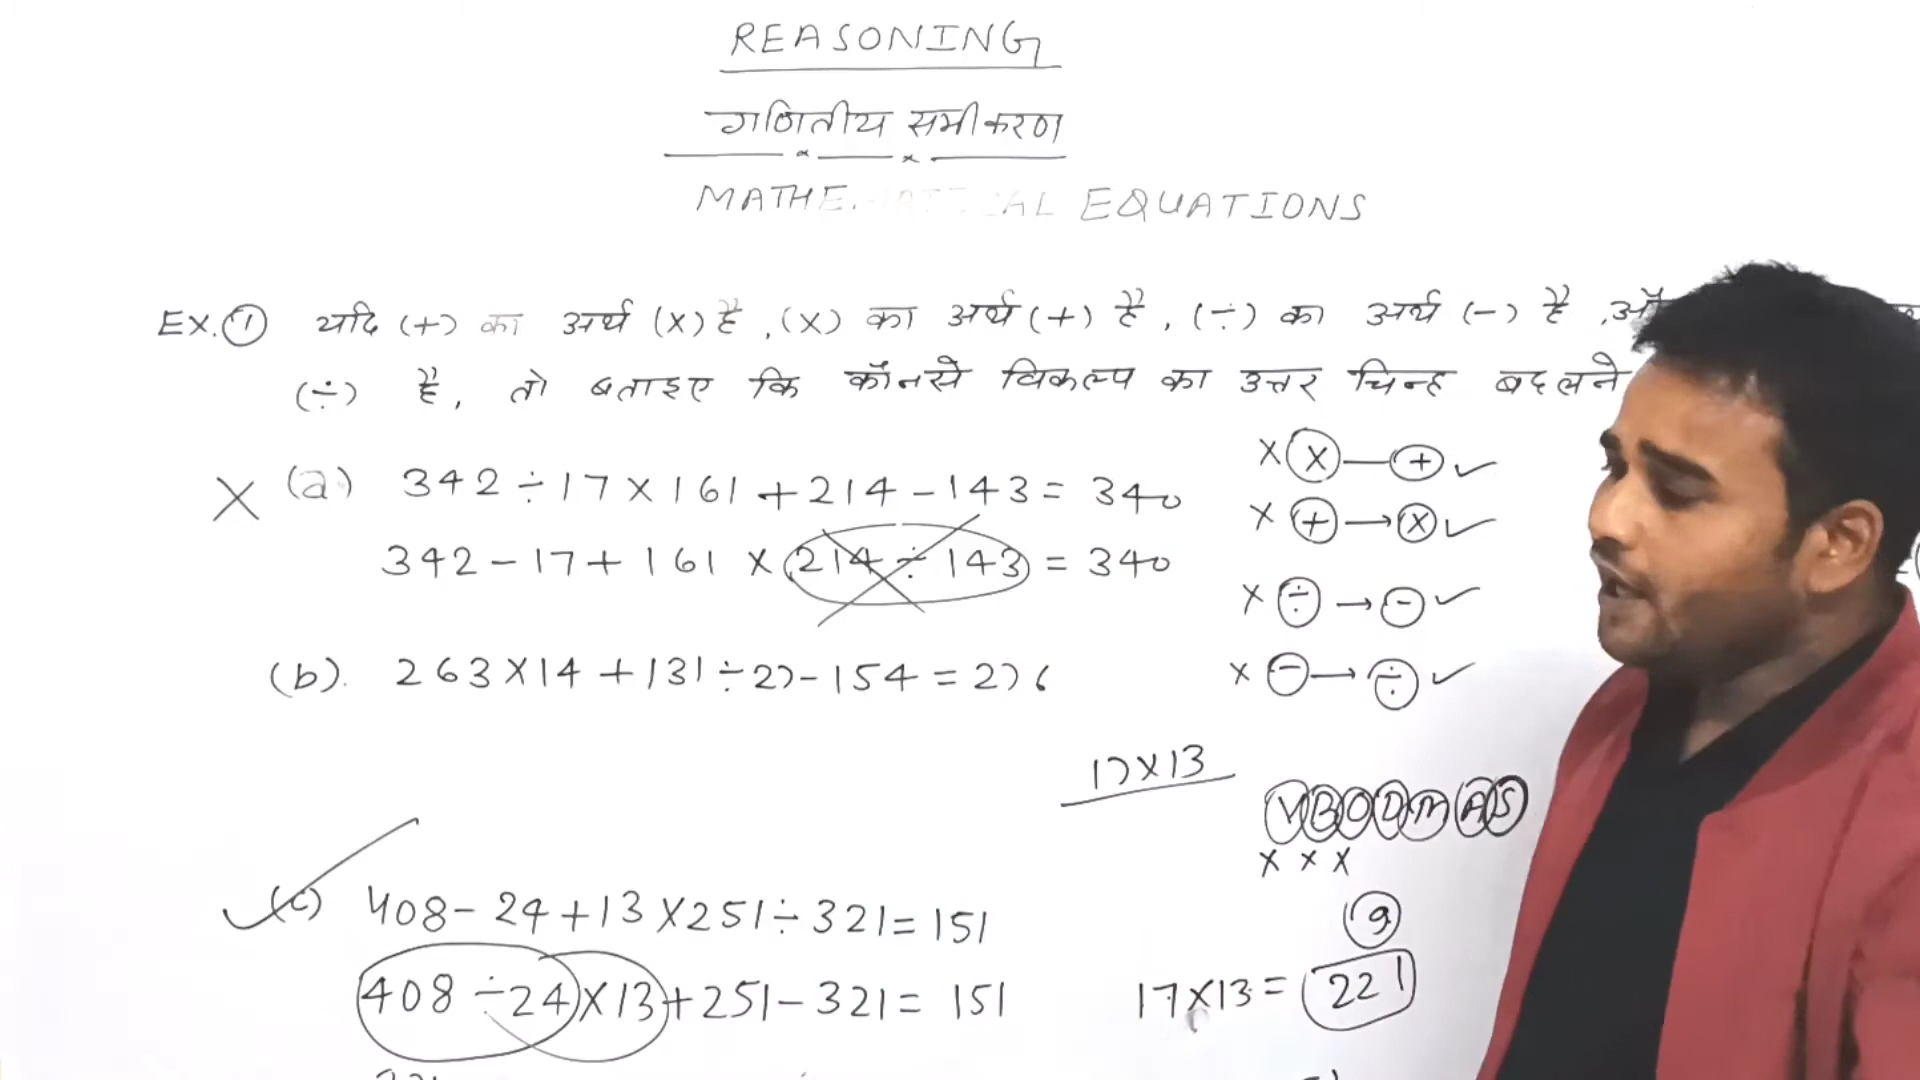 REASONING
गणितीय समीकरण
MATHE ATICAL EQUATIONS
EX.① यदि (+) का अर्थ (x) है, (x) का अर्थ (+) है, (÷) का अर्थ (-) है,
(÷) है, तो बताइए कि कौनसे विकल्प का उत्तर चिन्ह बदलने
X (a) 342 ÷ 17 x 161 + 214 - 143 = 340
342 - 17 + 161 x 214 ÷ 143 = 340
(b). 263 X 14 + 131 ÷ 27 - 154 = 276
(c) 408 - 24 + 13 X 251 ÷ 321 = 151
408 ÷ 24 X 13 + 251 - 321 = 151
x x — + ✓
x + → x ✓
x ÷ → - ✓
x - → ÷ ✓
17 X 13
VBODMAS
x x x
9
17 X 13 = 221